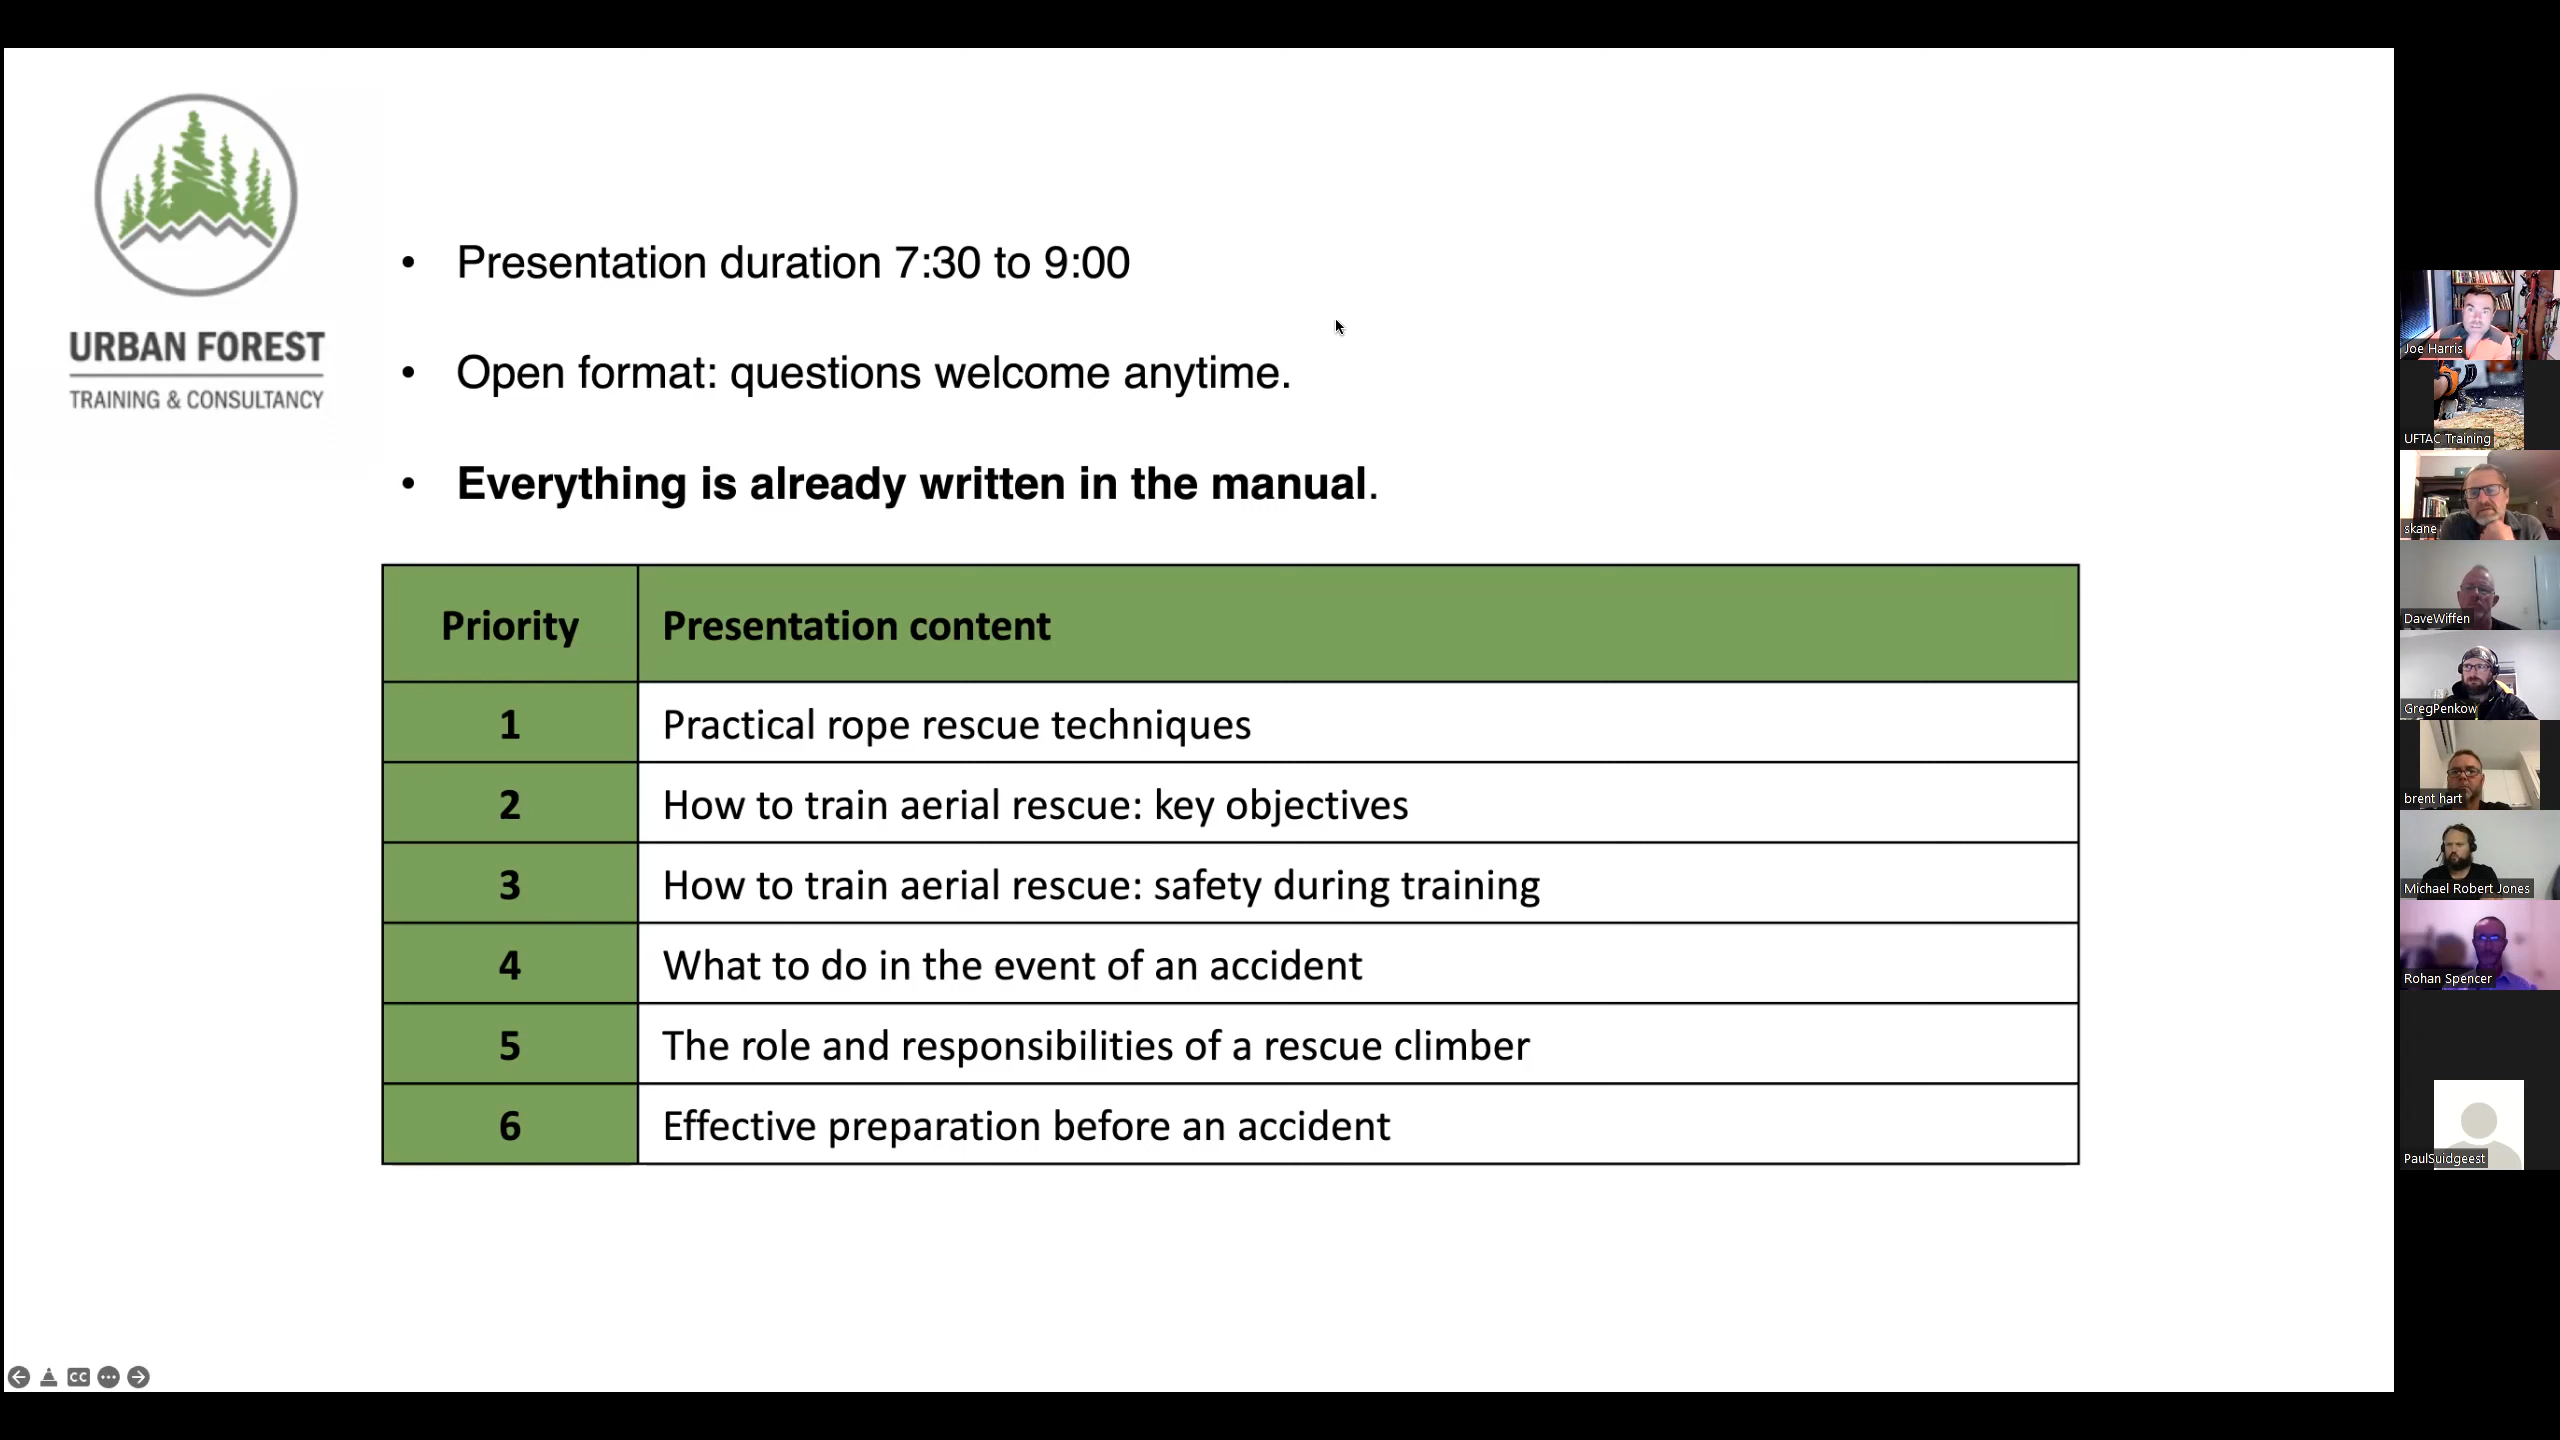 URBAN FOREST
TRAINING & CONSULTANCY
• Presentation duration 7:30 to 9:00
• Open format: questions welcome anytime.
• Everything is already written in the manual.
Priority Presentation content
1 Practical rope rescue techniques
2 How to train aerial rescue: key objectives
3 How to train aerial rescue: safety during training
4 What to do in the event of an accident
5 The role and responsibilities of a rescue climber
6 Effective preparation before an accident
CC
Joe Harris
UFTAC Training
skane
DaveWiffen
GregPenkow
brent hart
Michael Robert Jones
Rohan Spencer
PaulSuidgeest